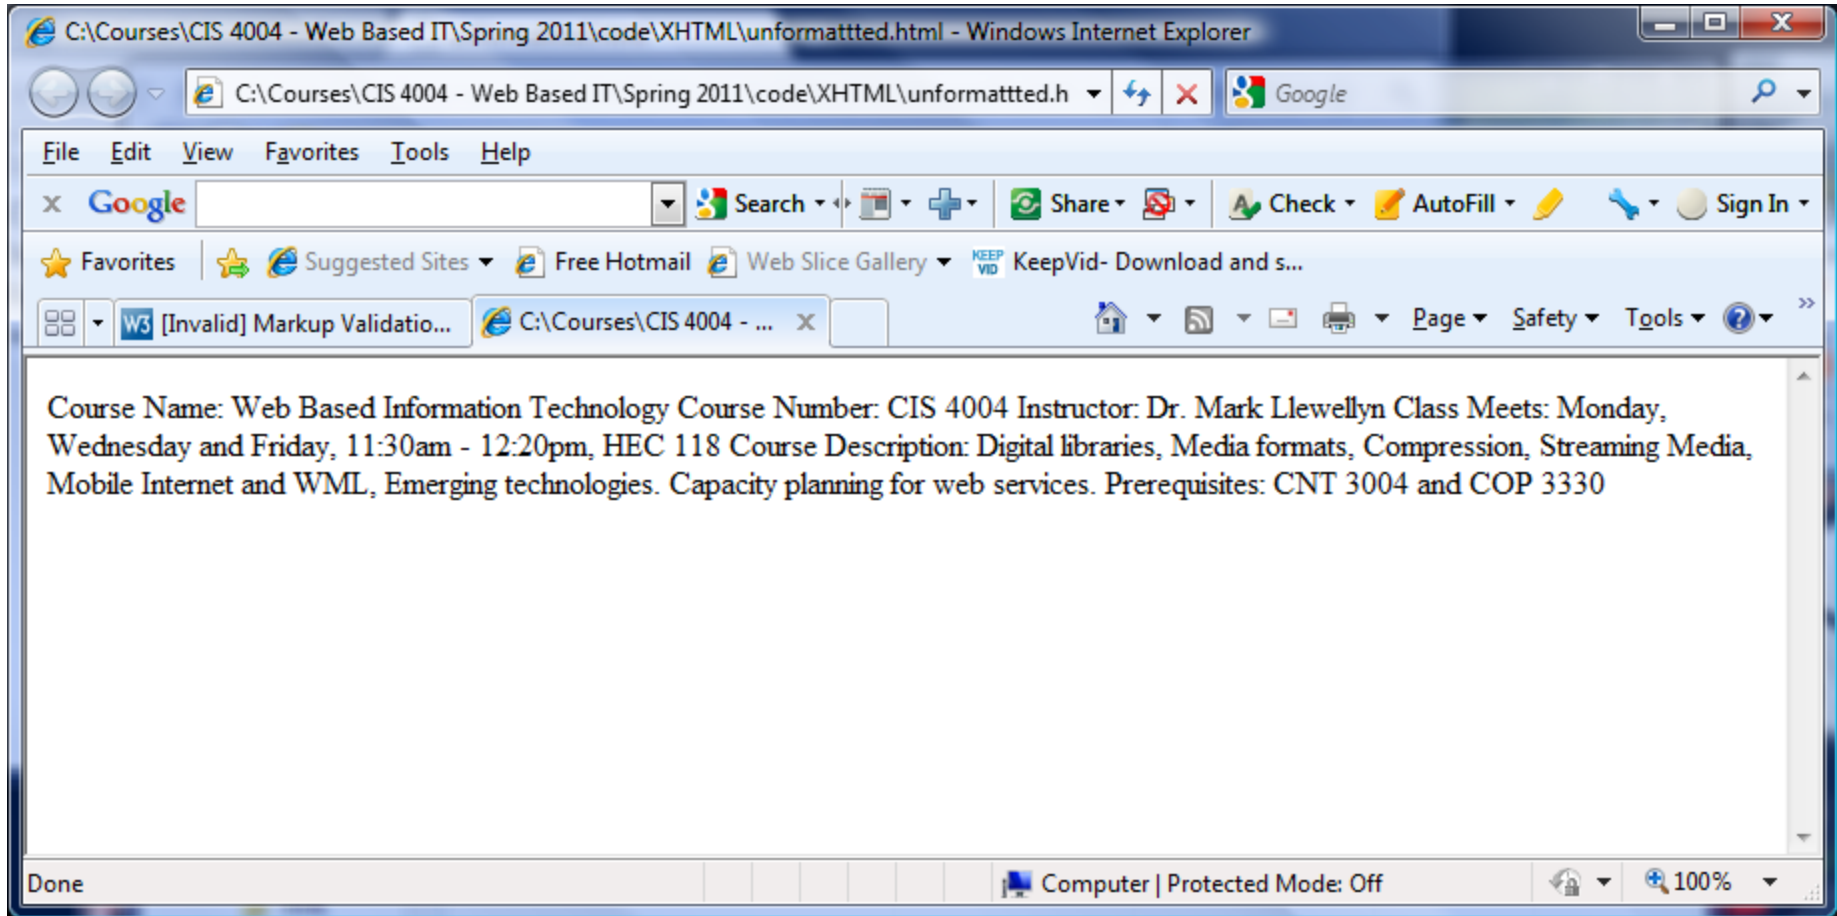 C:\Courses\CIS 4004 - Web Based IT\Spring 2011\code\XHTML\unformattted.html - Windows Internet Explorer
C:\Courses\CIS 4004 - Web Based IT\Spring 2011\code\XHTML\unformattted.h Google
File Edit View Favorites Tools Help
x Google Search Share Check AutoFill Sign In
Favorites Suggested Sites Free Hotmail Web Slice Gallery KEEP VID KeepVid- Download and s...
W3 [Invalid] Markup Validatio... C:\Courses\CIS 4004 - ... x Page Safety Tools »
Course Name: Web Based Information Technology Course Number: CIS 4004 Instructor: Dr. Mark Llewellyn Class Meets: Monday,
Wednesday and Friday, 11:30am - 12:20pm, HEC 118 Course Description: Digital libraries, Media formats, Compression, Streaming Media,
Mobile Internet and WML, Emerging technologies. Capacity planning for web services. Prerequisites: CNT 3004 and COP 3330
Done Computer | Protected Mode: Off 100%